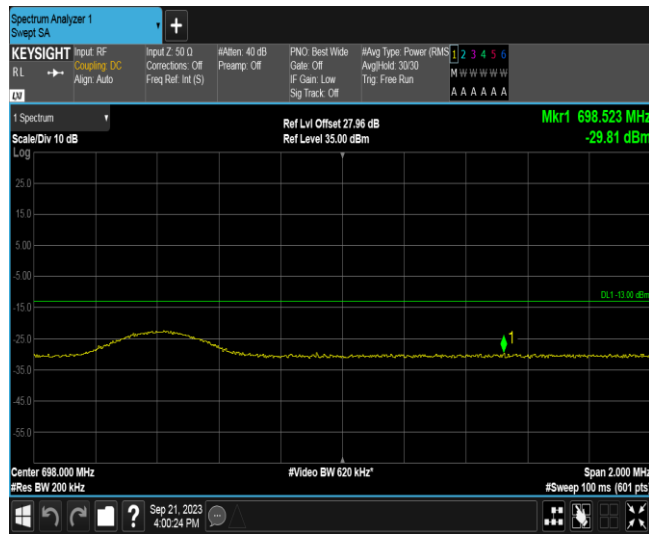 Spectrum Analyzer 1
Swept SA
+
KEYSIGHT
RL
LXI
Input: RF
Coupling: DC
Align: Auto
Input Z: 50 Ω
Corrections: Off
Freq Ref: Int (S)
#Atten: 40 dB
Preamp: Off
PNO: Best Wide
Gate: Off
IF Gain: Low
Sig Track: Off
#Avg Type: Power (RMS
Avg|Hold: 30/30
Trig: Free Run
1 2 3 4 5 6
M W W W W W
A A A A A A
1 Spectrum
Scale/Div 10 dB
Log
Ref Lvl Offset 27.96 dB
Ref Level 35.00 dBm
Mkr1 698.523 MHz
-29.81 dBm
25.0
15.0
5.00
-5.00
DL1 -13.00 dBm
-15.0
-25.0
1
-35.0
-45.0
-55.0
Center 698.000 MHz
#Res BW 200 kHz
#Video BW 620 kHz*
Span 2.000 MHz
#Sweep 100 ms (601 pts
?
Sep 21, 2023
4:00:24 PM